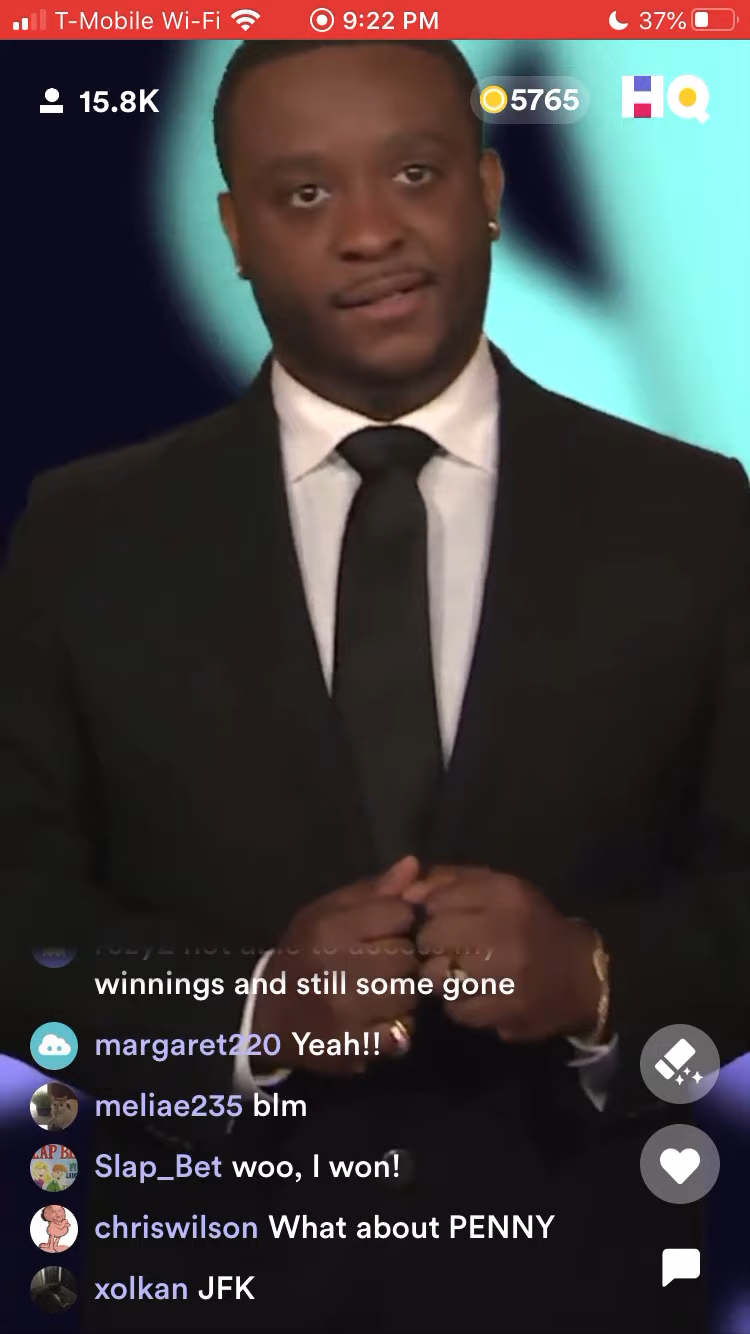 T-Mobile Wi-Fi 9:22 PM 37%
15.8K 5765 HQ
winnings and still some gone
margaret220 Yeah!!
meliae235 blm
Slap_Bet woo, I won!
chriswilson What about PENNY
xolkan JFK